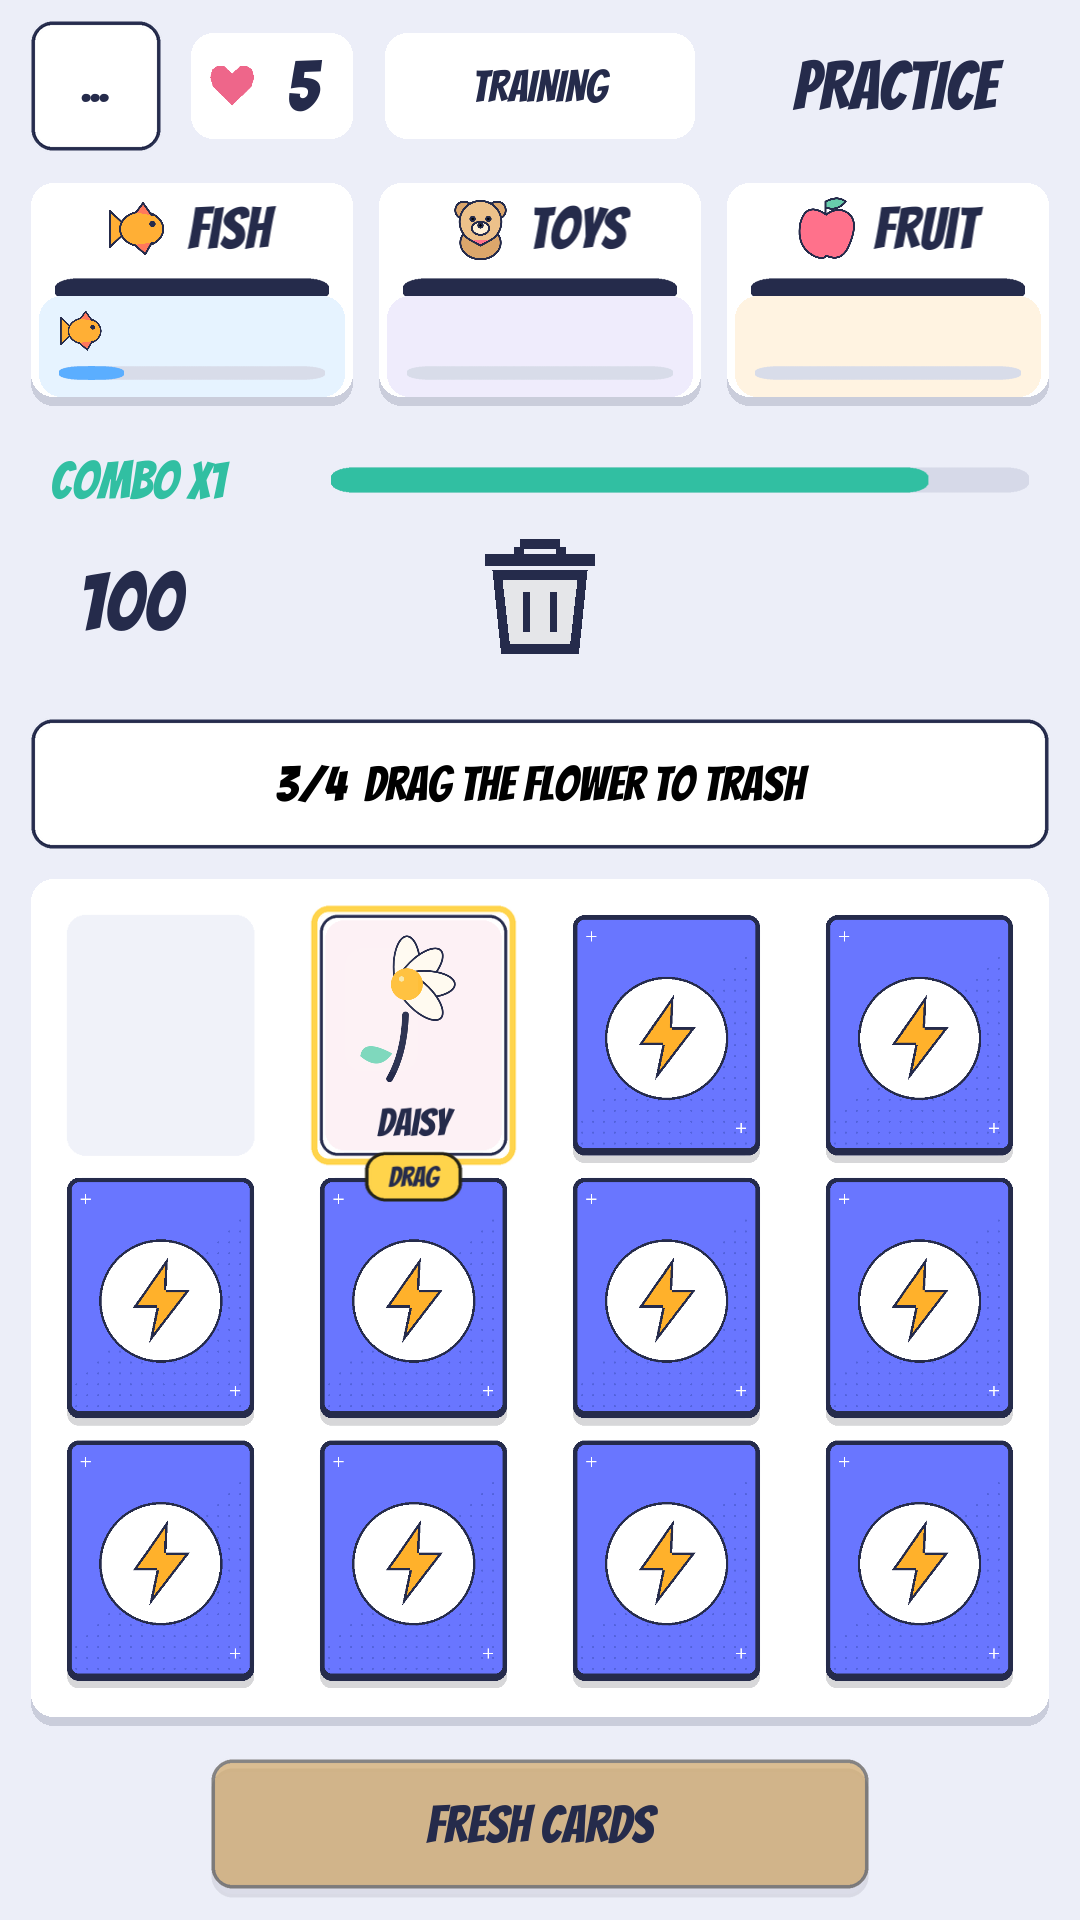 ...
5
TRAINING
PRACTICE
FISH
TOYS
FRUIT
COMBO X1
100
3/4 DRAG THE FLOWER TO TRASH
DAISY
DRAG
FRESH CARDS